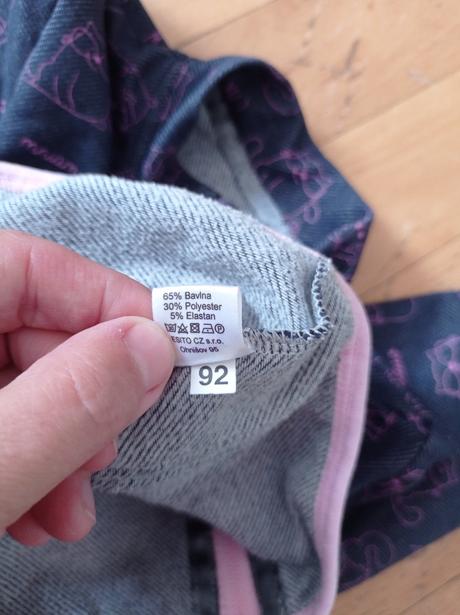 65% Bavlna
30% Polyester
5% Elastan
ESITO CZ s.r.o.
Ohnišov 95
92